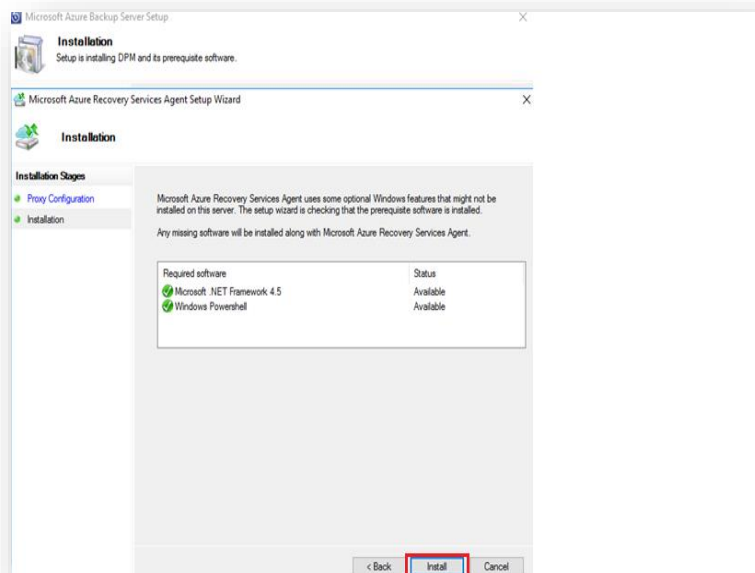 Microsoft Azure Backup Server Setup
Installation
Setup is installing DPM and its prerequisite software.
Microsoft Azure Recovery Services Agent Setup Wizard
Installation
Installation Stages
Proxy Configuration
Installation
Microsoft Azure Recovery Services Agent uses some optional Windows features that might not be
installed on this server. The setup wizard is checking that the prerequisite software is installed.
Any missing software will be installed along with Microsoft Azure Recovery Services Agent.
Required software Status
Microsoft .NET Framework 4.5 Available
Windows Powershell Available
< Back Install Cancel